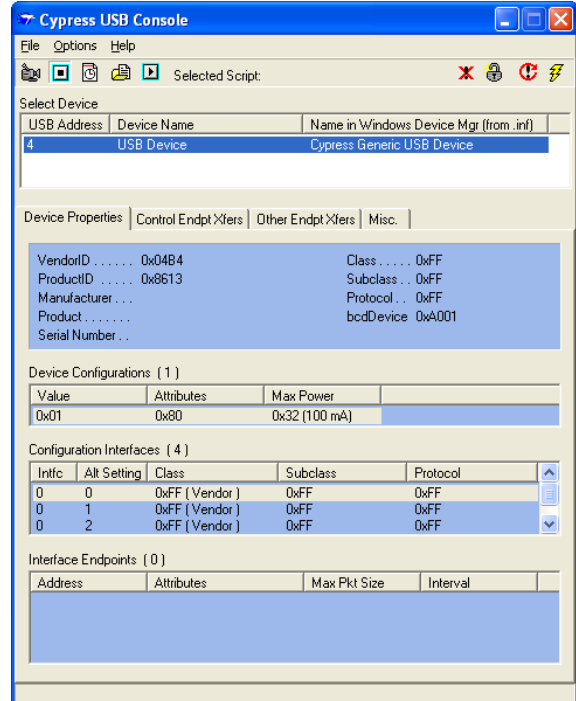 Cypress USB Console
File Options Help
Selected Script:
Select Device
USB Address Device Name Name in Windows Device Mgr (from .inf)
4 USB Device Cypress Generic USB Device
Device Properties Control Endpt Xfers Other Endpt Xfers Misc.
VendorID . . . . . . 0x04B4 Class . . . . . 0xFF
ProductID . . . . . 0x8613 Subclass . . 0xFF
Manufacturer . . . Protocol . . 0xFF
Product . . . . . . . bcdDevice 0xA001
Serial Number . .
Device Configurations ( 1 )
Value Attributes Max Power
0x01 0x80 0x32 (100 mA)
Configuration Interfaces ( 4 )
Intfc Alt Setting Class Subclass Protocol
0 0 0xFF ( Vendor ) 0xFF 0xFF
0 1 0xFF ( Vendor ) 0xFF 0xFF
0 2 0xFF ( Vendor ) 0xFF 0xFF
Interface Endpoints ( 0 )
Address Attributes Max Pkt Size Interval